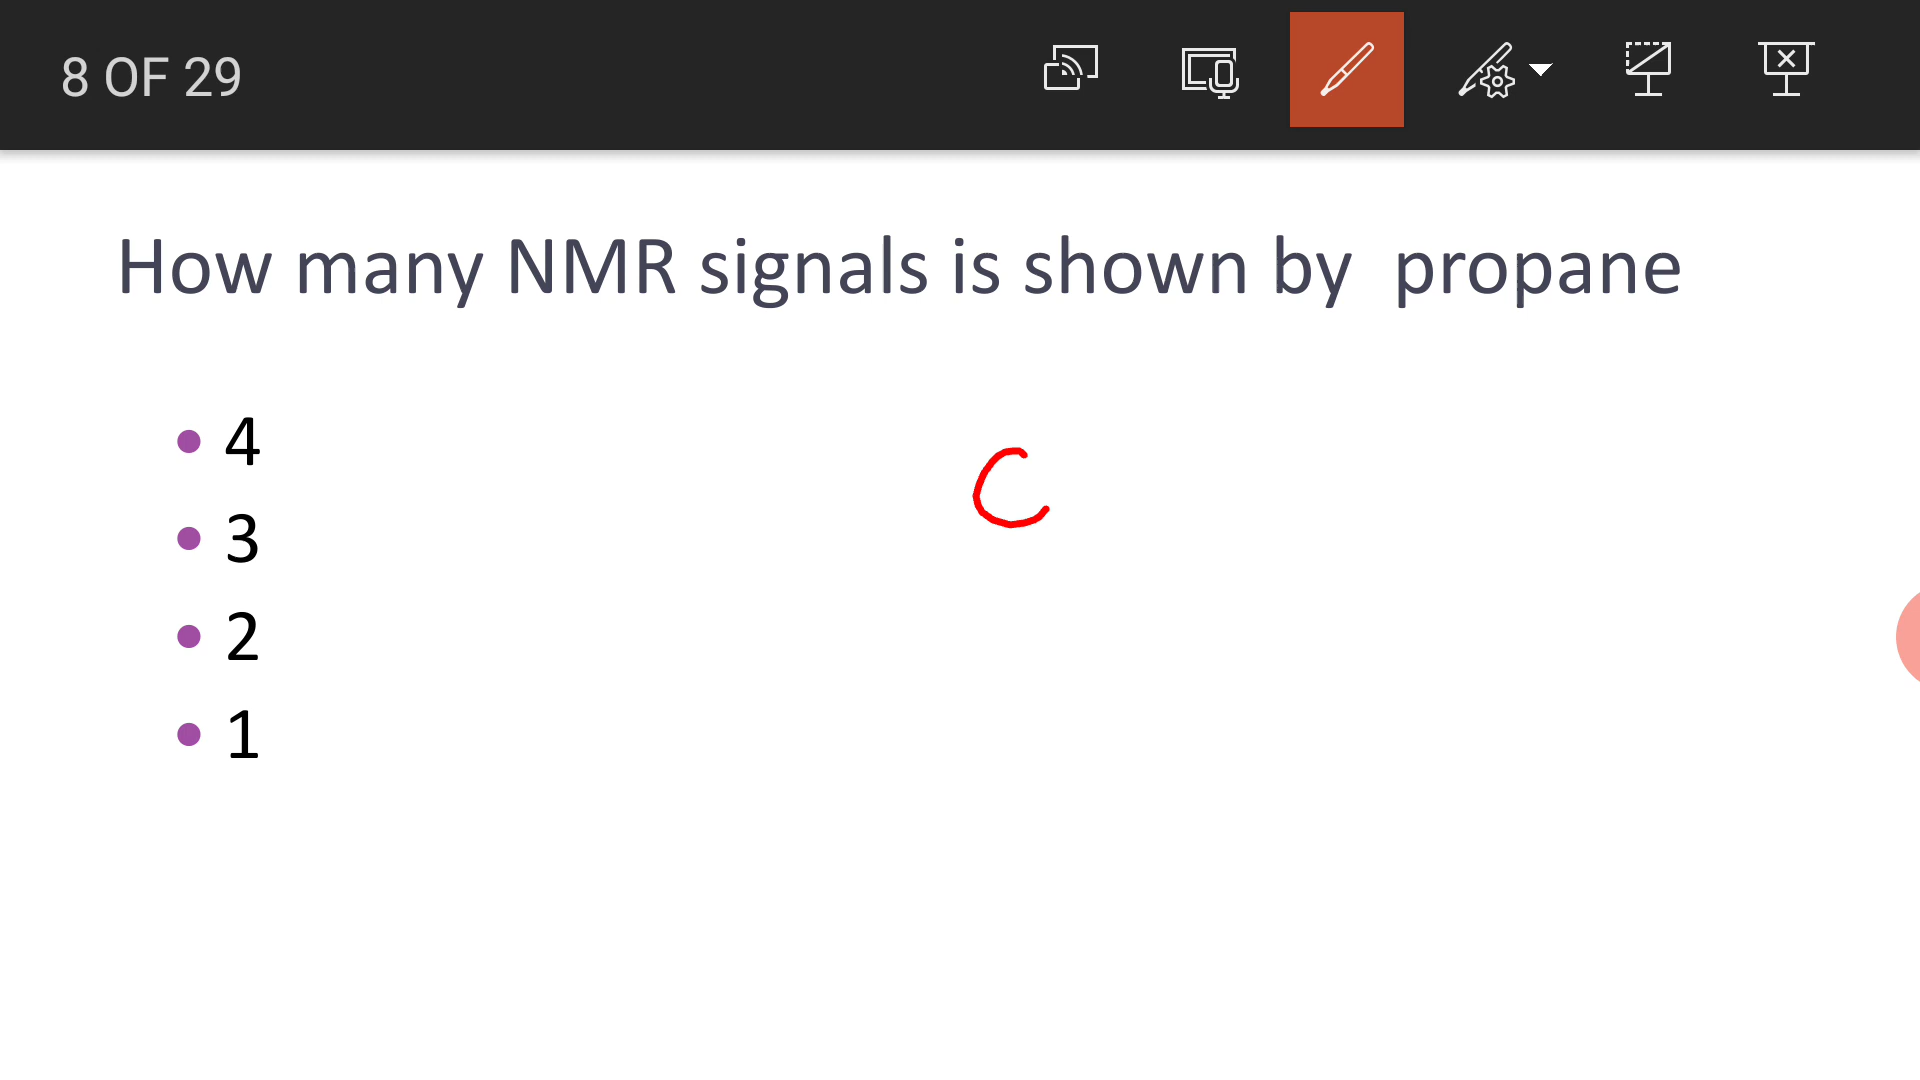 8 OF 29
How many NMR signals is shown by propane
• 4
C
• 3
• 2
• 1